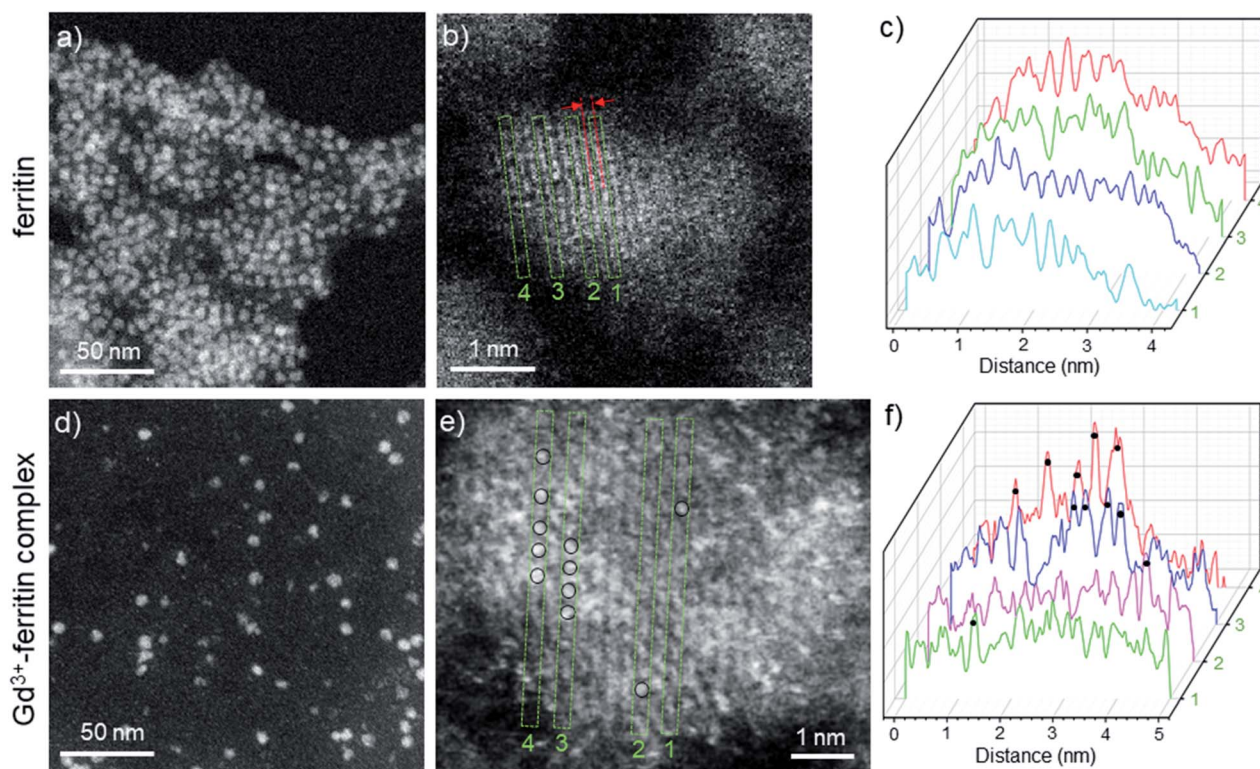 ferritin
a)
50 nm
b)
4 3 2 1
1 nm
c)
0 1 2 3 4
Distance (nm)
1
2
3
Gd³⁺-ferritin complex
d)
50 nm
e)
4 3 2 1
1 nm
f)
0 1 2 3 4 5
Distance (nm)
1
2
3